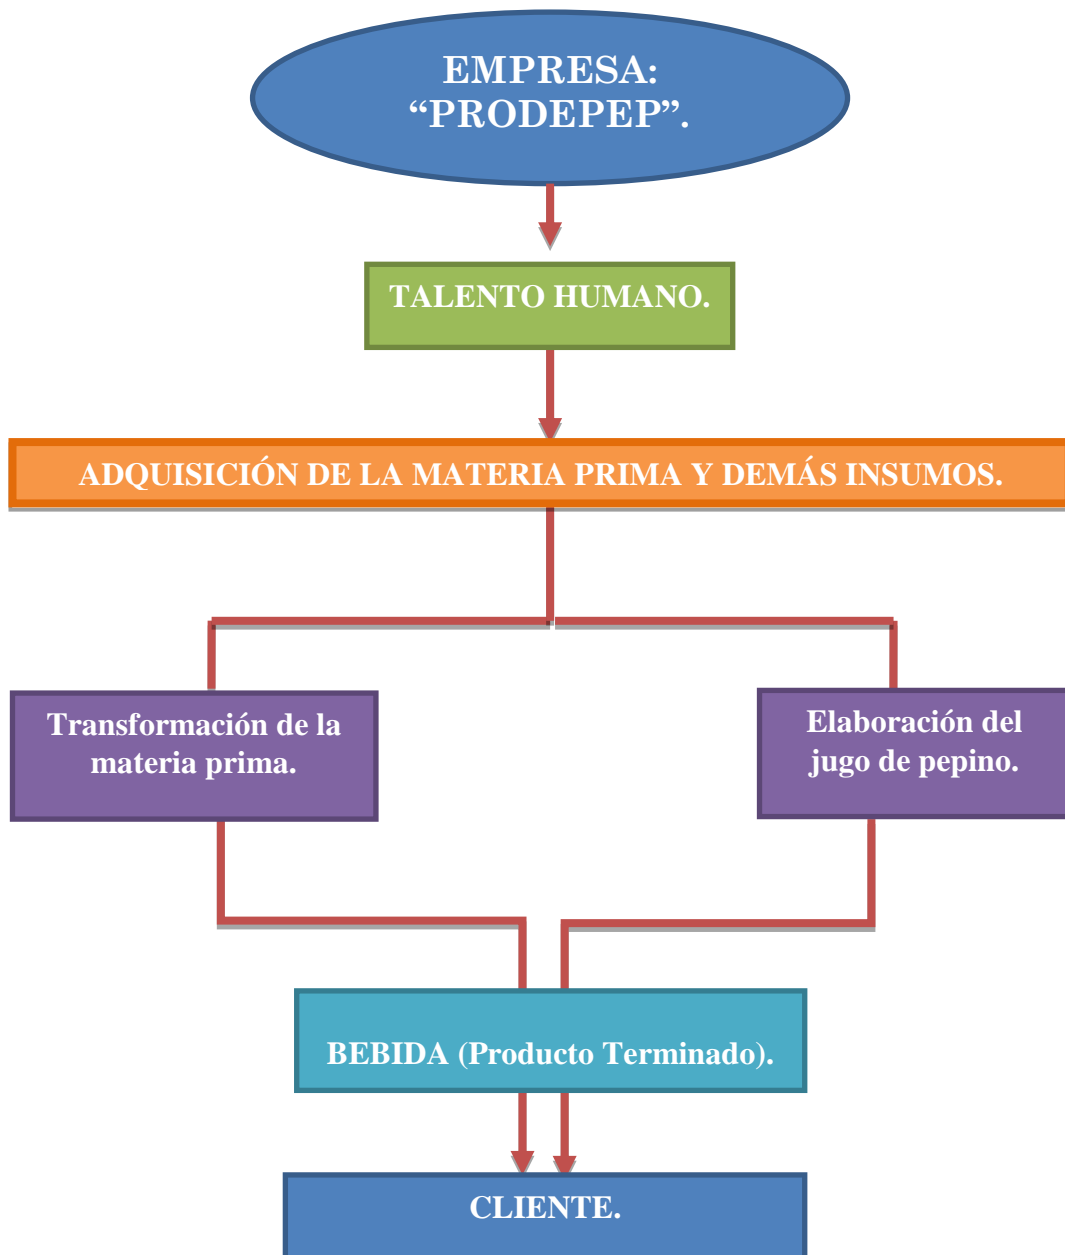 EMPRESA:
“PRODEPEP”.
TALENTO HUMANO.
ADQUISICIÓN DE LA MATERIA PRIMA Y DEMÁS INSUMOS.
Transformación de la
materia prima.
Elaboración del
jugo de pepino.
BEBIDA (Producto Terminado).
CLIENTE.